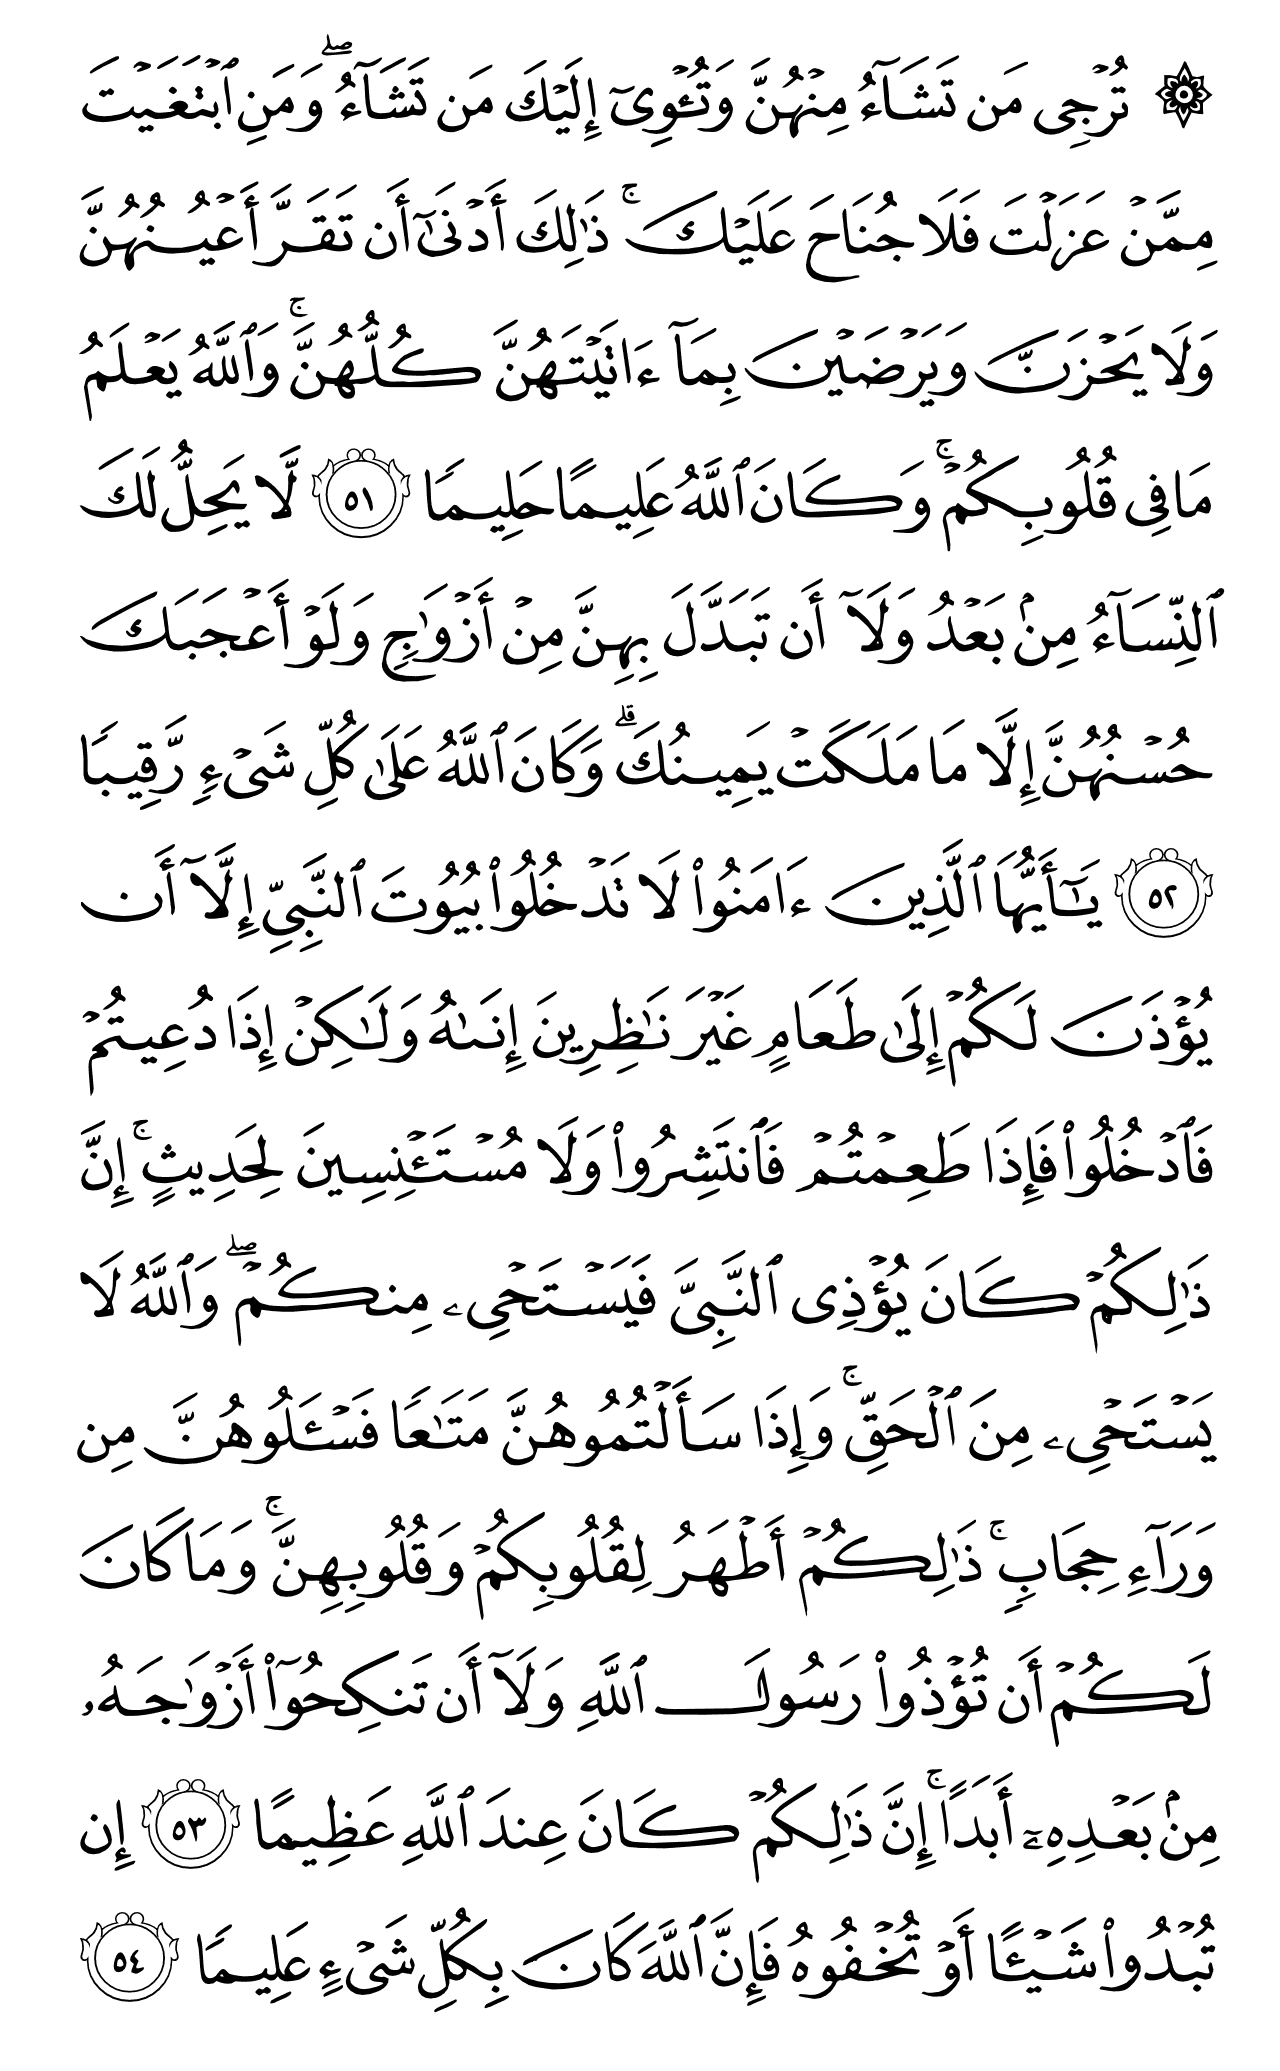 ۞ تُرْجِى مَن تَشَآءُ مِنْهُنَّ وَتُـْٔوِىٓ إِلَيْكَ مَن تَشَآءُ ۖ وَمَنِ ٱبْتَغَيْتَ
مِمَّنْ عَزَلْتَ فَلَا جُنَاحَ عَلَيْكَ ۚ ذَٰلِكَ أَدْنَىٰٓ أَن تَقَرَّ أَعْيُنُهُنَّ
وَلَا يَحْزَنَّ وَيَرْضَيْنَ بِمَآ ءَاتَيْتَهُنَّ كُلُّهُنَّ ۚ وَٱللَّهُ يَعْلَمُ
مَا فِى قُلُوبِكُمْ ۚ وَكَانَ ٱللَّهُ عَلِيمًا حَلِيمًا ٥١ لَّا يَحِلُّ لَكَ
ٱلنِّسَآءُ مِنۢ بَعْدُ وَلَآ أَن تَبَدَّلَ بِهِنَّ مِنْ أَزْوَٰجٍ وَلَوْ أَعْجَبَكَ
حُسْنُهُنَّ إِلَّا مَا مَلَكَتْ يَمِينُكَ ۗ وَكَانَ ٱللَّهُ عَلَىٰ كُلِّ شَىْءٍ رَّقِيبًا
٥٢ يَـٰٓأَيُّهَا ٱلَّذِينَ ءَامَنُوا۟ لَا تَدْخُلُوا۟ بُيُوتَ ٱلنَّبِىِّ إِلَّآ أَن
يُؤْذَنَ لَكُمْ إِلَىٰ طَعَامٍ غَيْرَ نَـٰظِرِينَ إِنَىٰهُ وَلَـٰكِنْ إِذَا دُعِيتُمْ
فَٱدْخُلُوا۟ فَإِذَا طَعِمْتُمْ فَٱنتَشِرُوا۟ وَلَا مُسْتَـْٔنِسِينَ لِحَدِيثٍ ۚ إِنَّ
ذَٰلِكُمْ كَانَ يُؤْذِى ٱلنَّبِىَّ فَيَسْتَحْىِۦ مِنكُمْ ۖ وَٱللَّهُ لَا
يَسْتَحْىِۦ مِنَ ٱلْحَقِّ ۚ وَإِذَا سَأَلْتُمُوهُنَّ مَتَـٰعًا فَسْـَٔلُوهُنَّ مِن
وَرَآءِ حِجَابٍ ۚ ذَٰلِكُمْ أَطْهَرُ لِقُلُوبِكُمْ وَقُلُوبِهِنَّ ۚ وَمَا كَانَ
لَكُمْ أَن تُؤْذُوا۟ رَسُولَ ٱللَّهِ وَلَآ أَن تَنكِحُوٓا۟ أَزْوَٰجَهُۥ
مِنۢ بَعْدِهِۦٓ أَبَدًا ۚ إِنَّ ذَٰلِكُمْ كَانَ عِندَ ٱللَّهِ عَظِيمًا ٥٣ إِن
تُبْدُوا۟ شَيْـًٔا أَوْ تُخْفُوهُ فَإِنَّ ٱللَّهَ كَانَ بِكُلِّ شَىْءٍ عَلِيمًا ٥٤